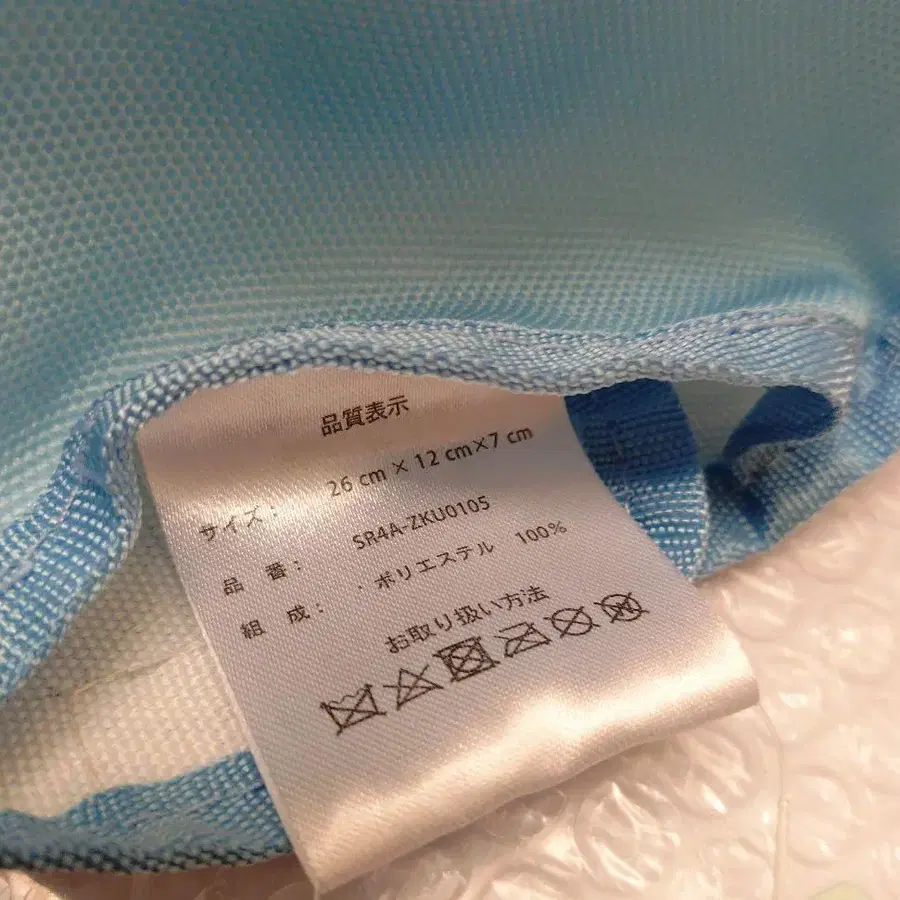 品質表示
サイズ: 26 cm × 12 cm×7 cm
品 番: SR4A-ZKU0105
組 成: ・ポリエステル 100%
お取り扱い方法